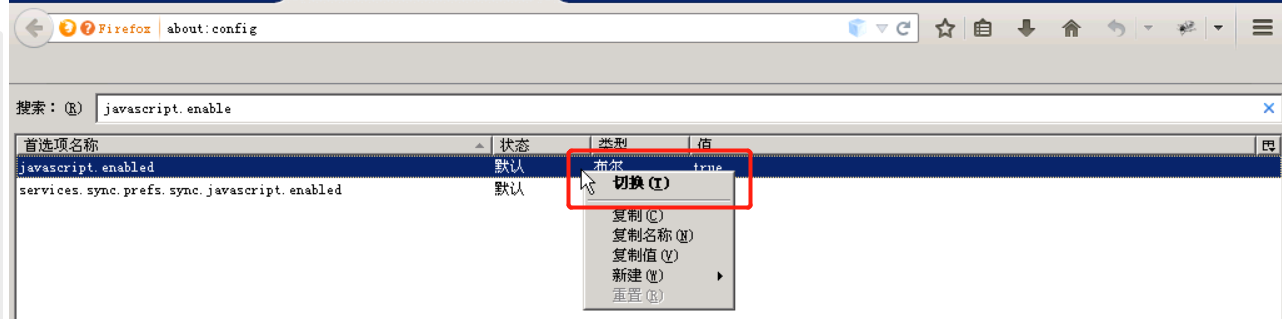 Firefox about:config
搜索：(R) javascript.enable
首选项名称 状态 类型 值
javascript.enabled 默认 布尔 true
services.sync.prefs.sync.javascript.enabled 默认
切换(T)
复制(C)
复制名称(N)
复制值(V)
新建(W)
重置(R)